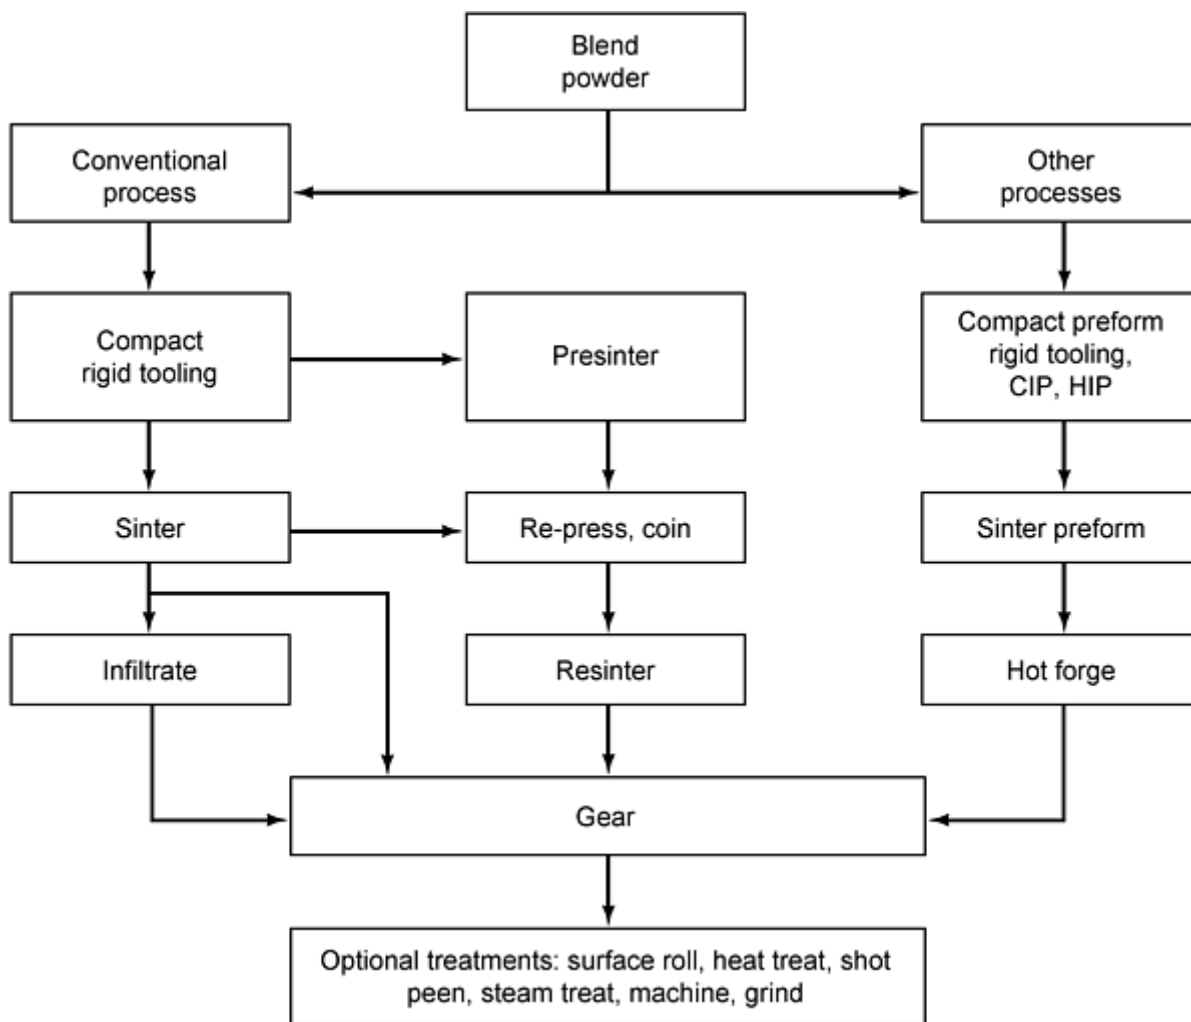 Blend
powder
Conventional
process
Other
processes
Compact
rigid tooling
Presinter
Compact preform
rigid tooling,
CIP, HIP
Sinter
Re-press, coin
Sinter preform
Infiltrate
Resinter
Hot forge
Gear
Optional treatments: surface roll, heat treat, shot
peen, steam treat, machine, grind